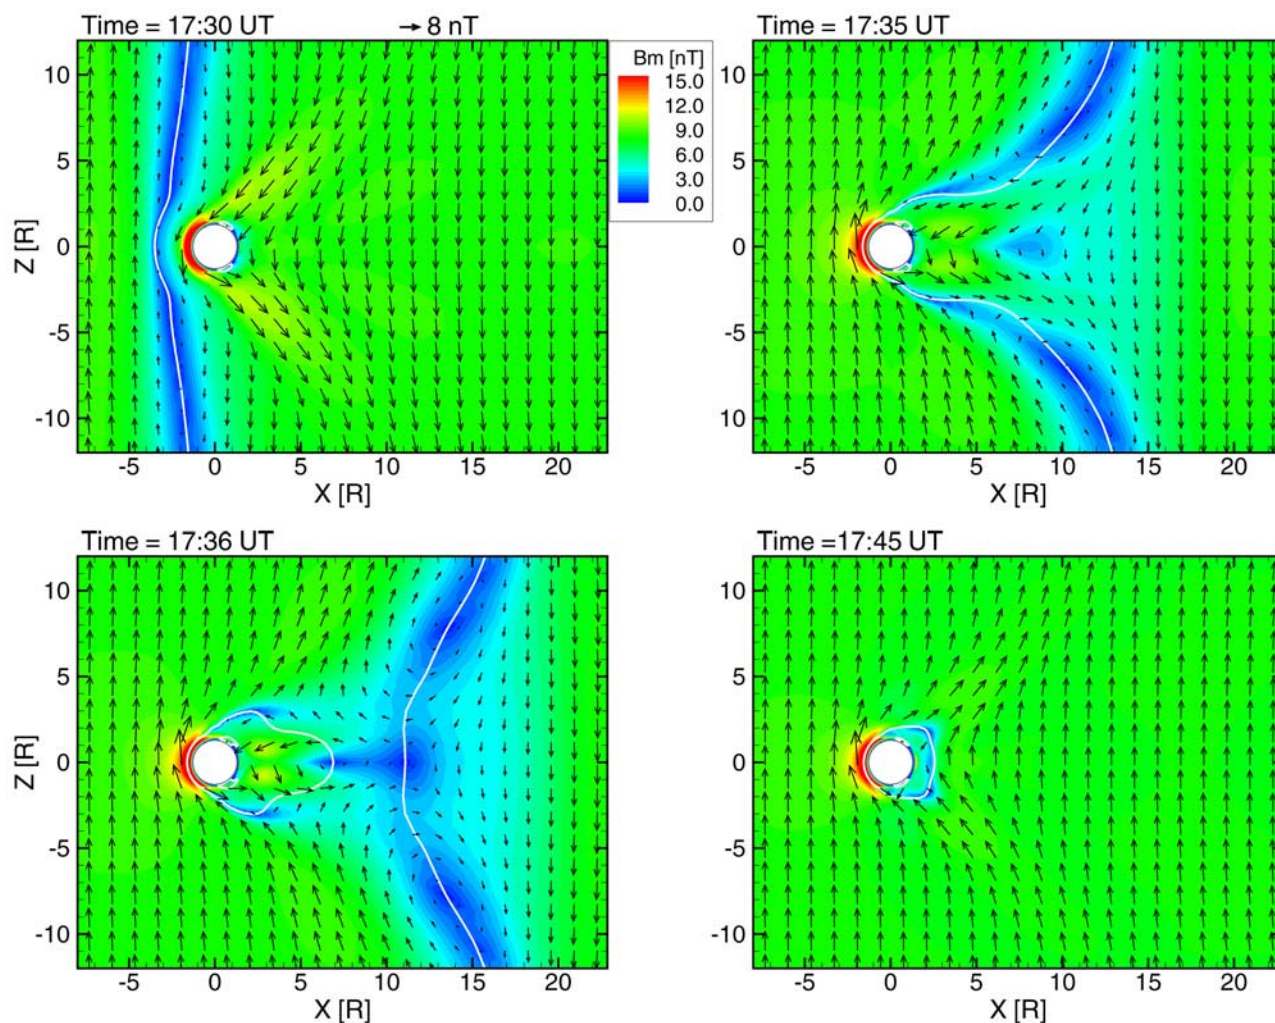 Time = 17:30 UT
8 nT
Time = 17:35 UT
Bm [nT]
15.0
12.0
9.0
6.0
3.0
0.0
10
5
0
-5
-10
Z [R]
-5 0 5 10 15 20
X [R]
10
5
0
-5
-10
Z [R]
-5 0 5 10 15 20
X [R]
Time = 17:36 UT
Time =17:45 UT
10
5
0
-5
-10
Z [R]
-5 0 5 10 15 20
X [R]
10
5
0
-5
-10
Z [R]
-5 0 5 10 15 20
X [R]